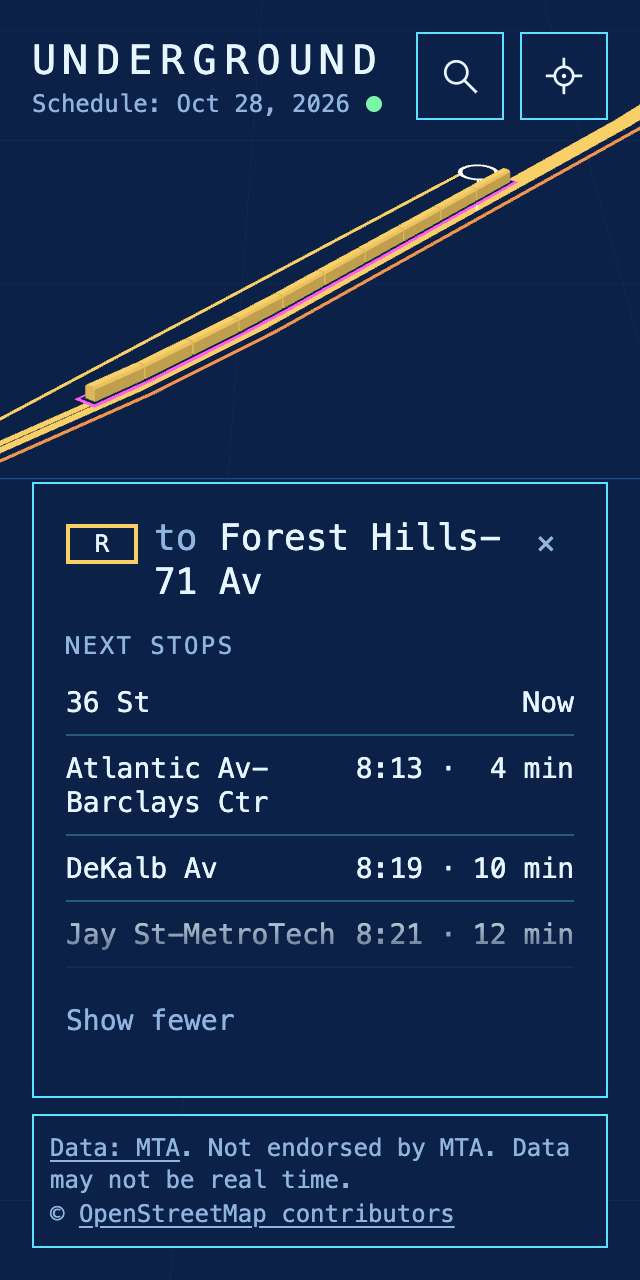 UNDERGROUND
Schedule: Oct 28, 2026
R to Forest Hills–
71 Av
×
NEXT STOPS
36 St Now
Atlantic Av– 8:13 · 4 min
Barclays Ctr
DeKalb Av 8:19 · 10 min
Jay St–MetroTech 8:21 · 12 min
Show fewer
Data: MTA. Not endorsed by MTA. Data
may not be real time.
© OpenStreetMap contributors